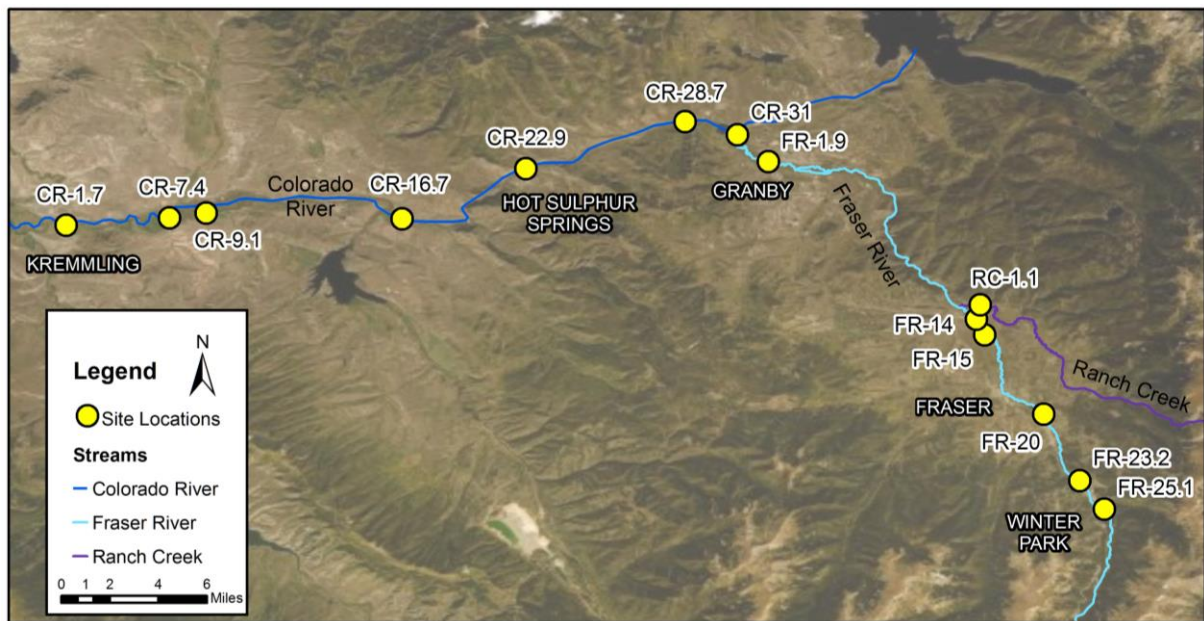 CR-28.7
CR-31
CR-22.9
FR-1.9
CR-1.7
CR-7.4
Colorado
River
CR-16.7
HOT SULPHUR
SPRINGS
GRANBY
CR-9.1
KREMMLING
Fraser River
RC-1.1
FR-14
FR-15
Ranch Creek
FRASER
FR-20
FR-23.2
FR-25.1
WINTER
PARK
N
Legend
Site Locations
Streams
Colorado River
Fraser River
Ranch Creek
0 1 2 4 6
Miles